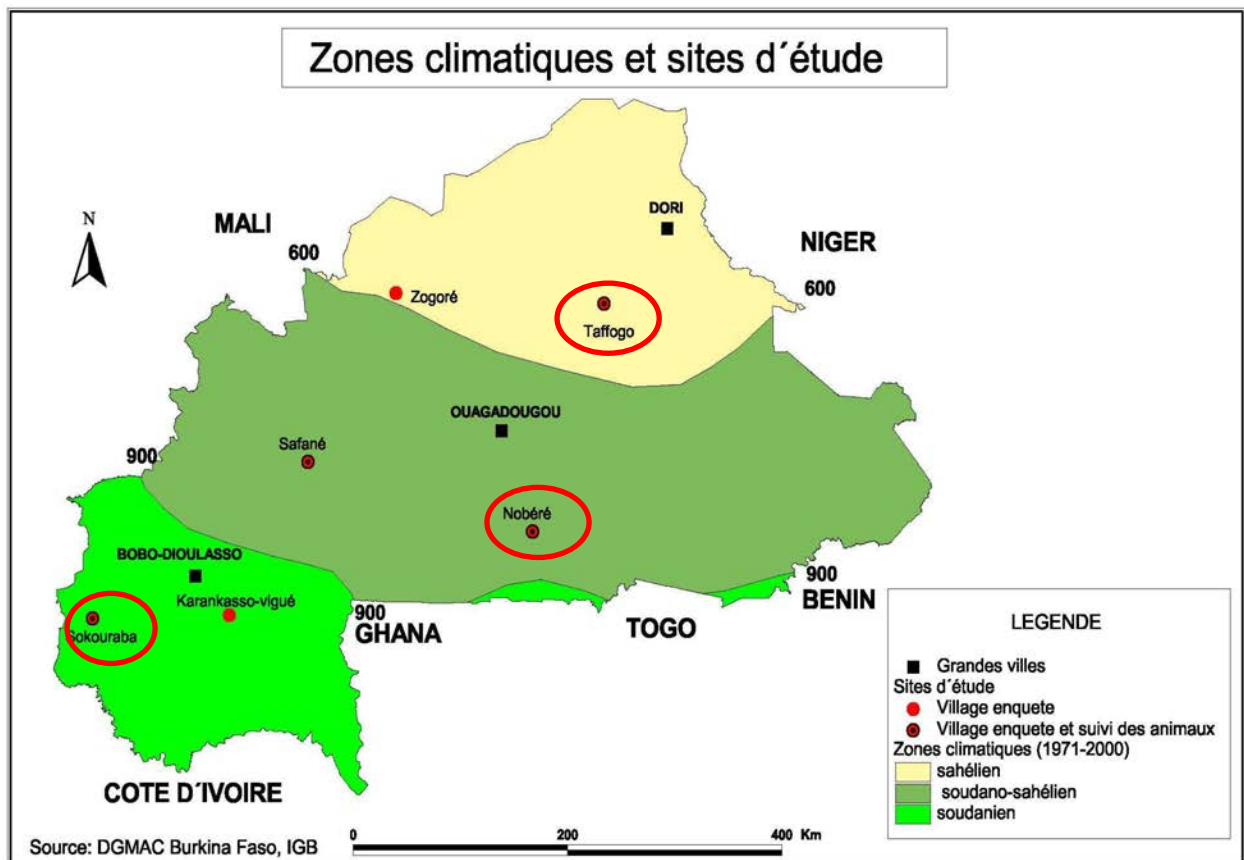 Zones climatiques et sites d´étude
N
MALI
DORI
NIGER
600
600
Zogoré
Taffogo
OUAGADOUGOU
Safané
900
Nobéré
BOBO-DIOULASSO
Karankasso-vigué
Sokouraba
900
GHANA
TOGO
900
BENIN
COTE D´IVOIRE
LEGENDE
Grandes villes
Sites d´étude
Village enquete
Village enquete et suivi des animaux
Zones climatiques (1971-2000)
sahélien
soudano-sahélien
soudanien
0 200 400 Km
Source: DGMAC Burkina Faso, IGB